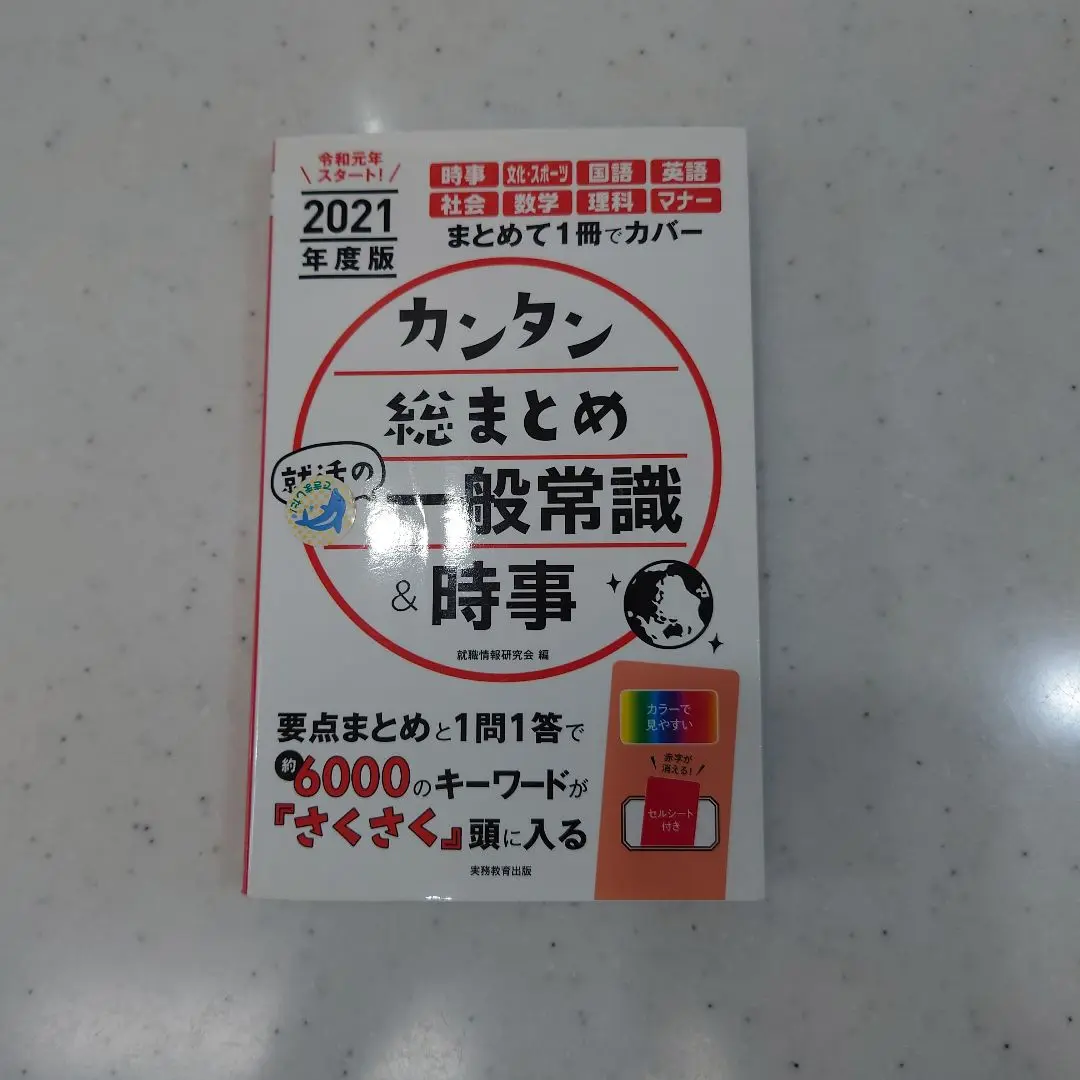 令和元年
スタート!
2021
年度版
時事 文化・スポーツ 国語 英語
社会 数学 理科 マナー
まとめて1冊でカバー
カンタン
総まとめ
就活の
一般常識
&時事
就職情報研究会 編
要点まとめと1問1答で
約6000のキーワードが
『さくさく』頭に入る
カラーで
見やすい
赤字が
消える!
セルシート
付き
実務教育出版
できました!